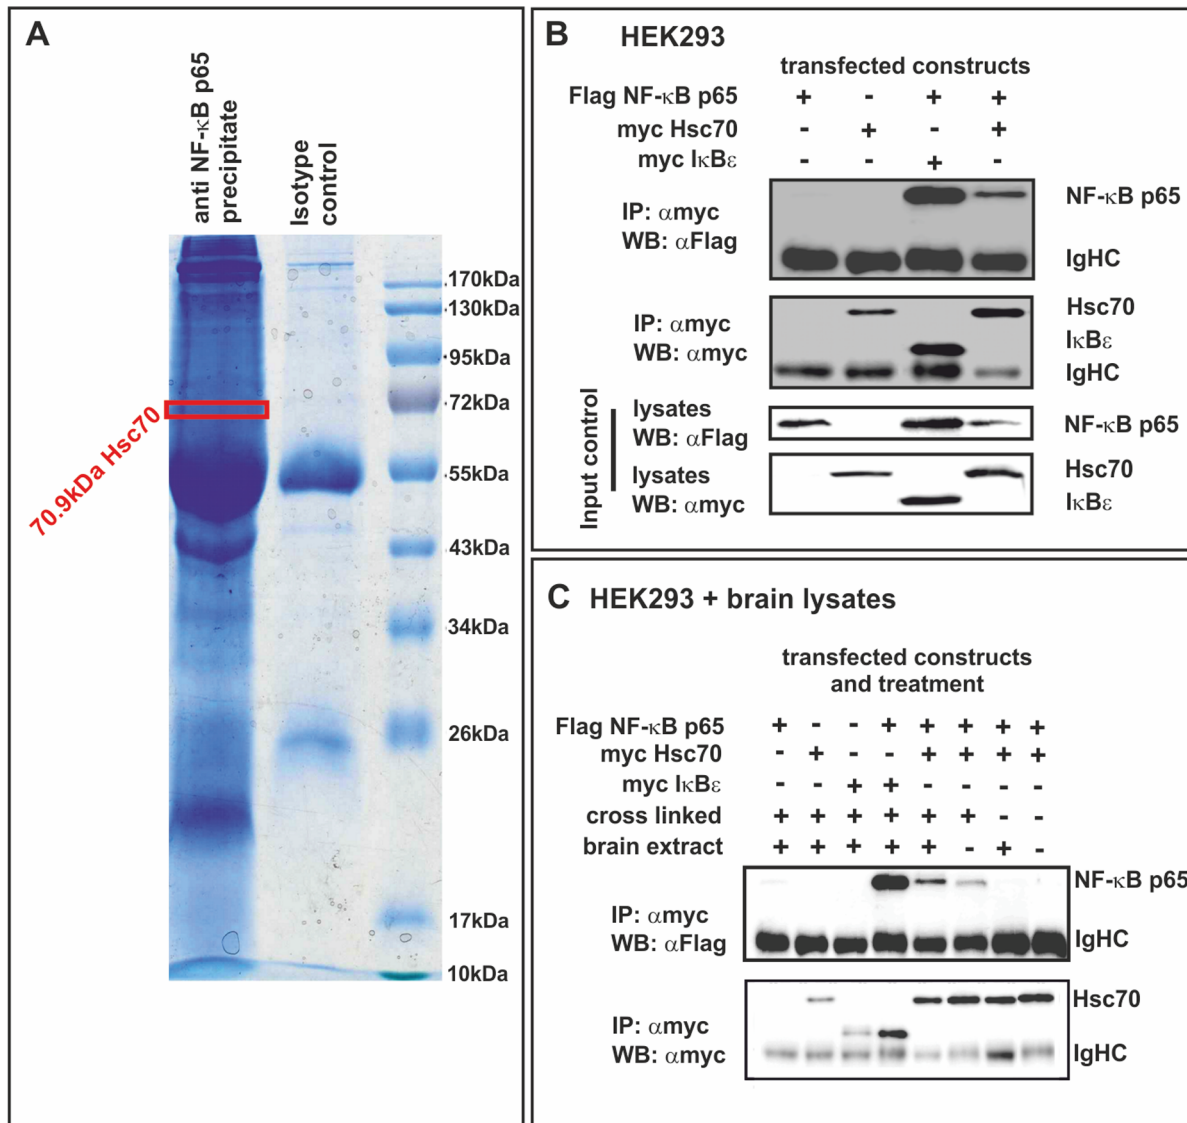 A
anti NF-κB p65
precipitate
Isotype
control
170kDa
130kDa
95kDa
72kDa
70.9kDa Hsc70
55kDa
43kDa
34kDa
26kDa
17kDa
10kDa
B HEK293
transfected constructs
Flag NF-κB p65 + - + +
myc Hsc70 - + - +
myc IκBε - - + -
IP: αmyc
WB: αFlag
NF-κB p65
IgHC
IP: αmyc
WB: αmyc
Hsc70
IκBε
IgHC
Input control
lysates
WB: αFlag
NF-κB p65
lysates
WB: αmyc
Hsc70
IκBε
C HEK293 + brain lysates
transfected constructs
and treatment
Flag NF-κB p65 + - - + + + + +
myc Hsc70 - + - - + + + +
myc IκBε - - + + - - - -
cross linked + + + + + + - -
brain extract + + + + + - + -
IP: αmyc
WB: αFlag
NF-κB p65
IgHC
IP: αmyc
WB: αmyc
Hsc70
IgHC